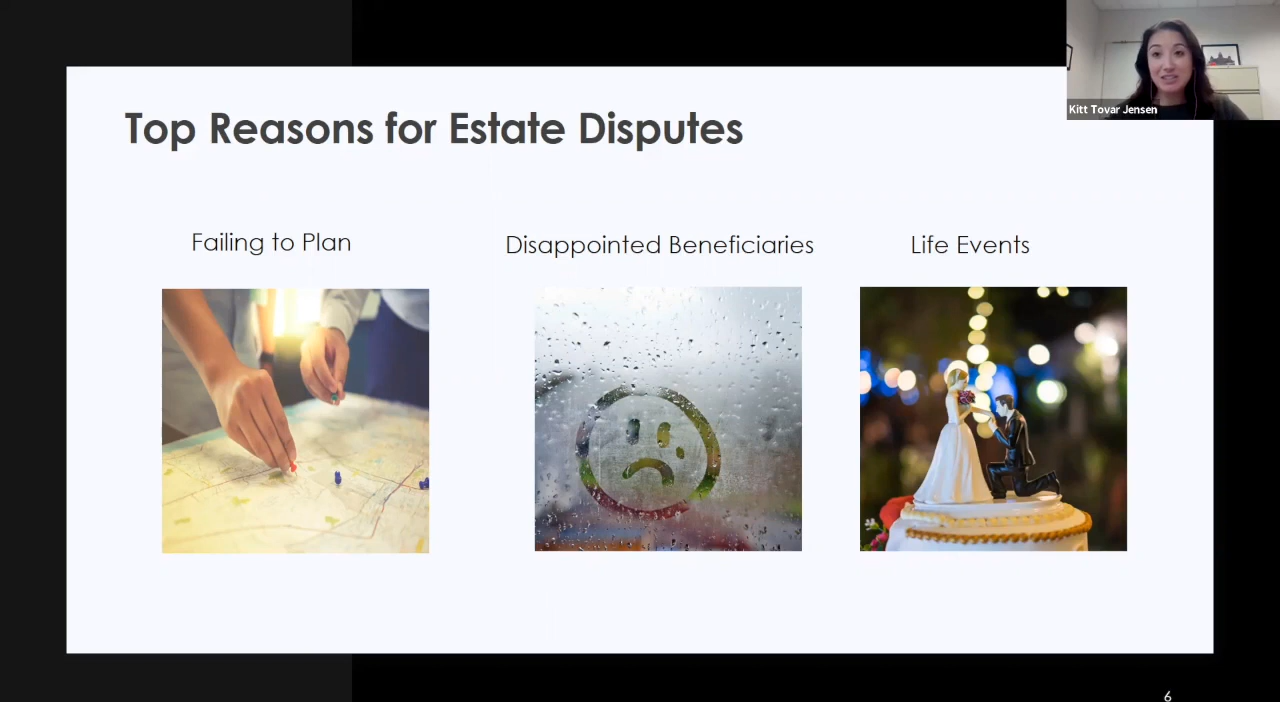 Kitt Tovar Jensen
Top Reasons for Estate Disputes
Failing to Plan
Disappointed Beneficiaries
Life Events
6